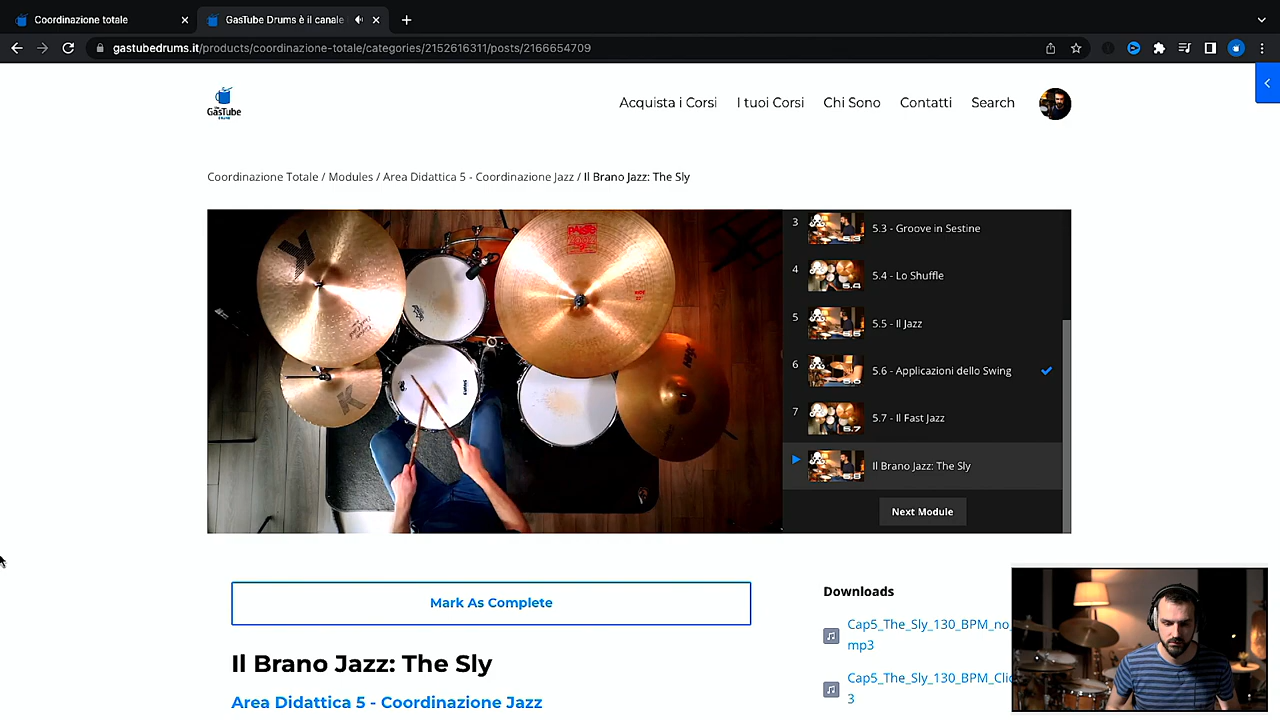 Coordinazione totale
GasTube Drums è il canale
gastubedrums.it/products/coordinazione-totale/categories/2152616311/posts/2166654709
GasTube
Acquista i Corsi
I tuoi Corsi
Chi Sono
Contatti
Search
Coordinazione Totale / Modules / Area Didattica 5 - Coordinazione Jazz / Il Brano Jazz: The Sly
3
5.3 - Groove in Sestine
4
5.4 - Lo Shuffle
5
5.5 - Il Jazz
6
5.6 - Applicazioni dello Swing
7
5.7 - Il Fast Jazz
Il Brano Jazz: The Sly
Next Module
Mark As Complete
Downloads
Cap5_The_Sly_130_BPM_no_
mp3
Cap5_The_Sly_130_BPM_Clic
3
Il Brano Jazz: The Sly
Area Didattica 5 - Coordinazione Jazz